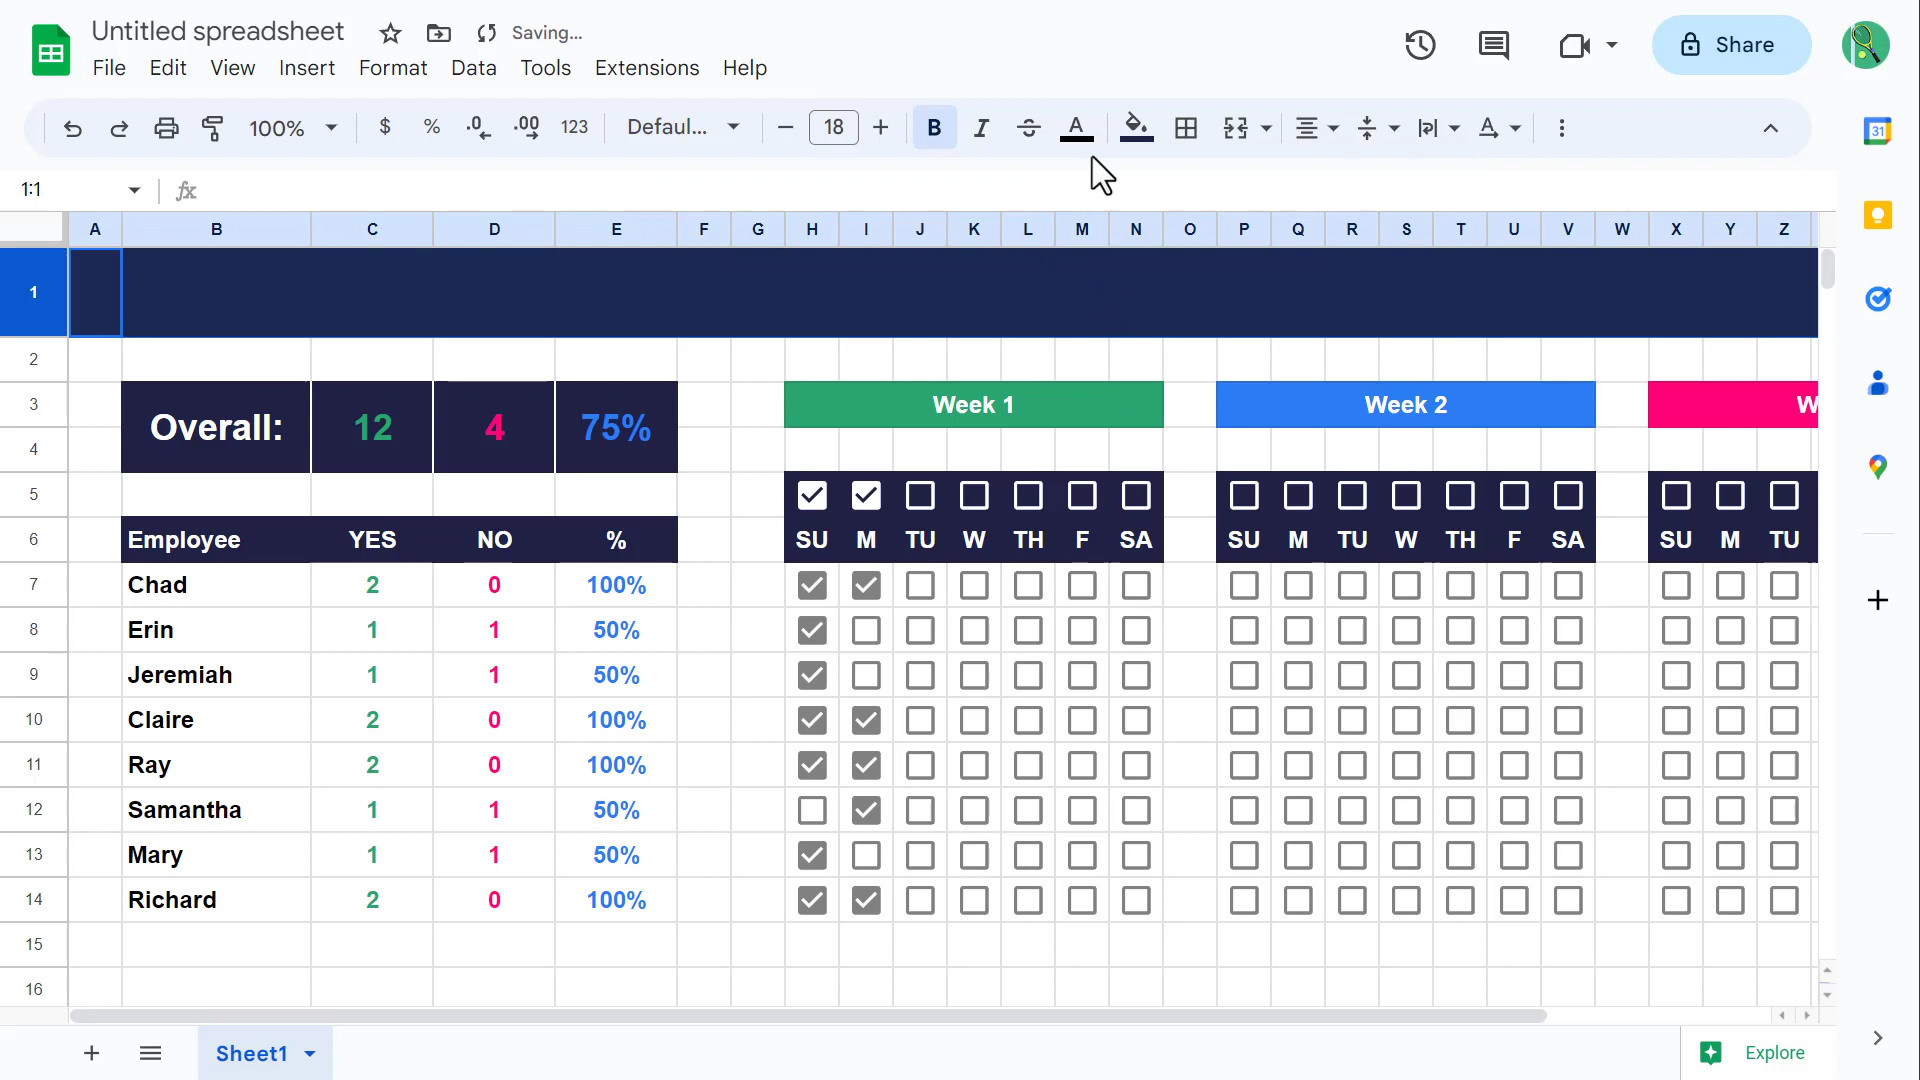 Untitled spreadsheet Saving...
File Edit View Insert Format Data Tools Extensions Help
Share
100% $ % .0 .00 123 Defaul... 18 B I A A
31
1:1 fx
A B C D E F G H I J K L M N O P Q R S T U V W X Y Z
1
2
3 Week 1 Week 2 W
Overall: 12 4 75%
4
5
6 Employee YES NO % SU M TU W TH F SA SU M TU W TH F SA SU M TU
7 Chad 2 0 100%
8 Erin 1 1 50%
9 Jeremiah 1 1 50%
10 Claire 2 0 100%
11 Ray 2 0 100%
12 Samantha 1 1 50%
13 Mary 1 1 50%
14 Richard 2 0 100%
15
16
Sheet1 Explore